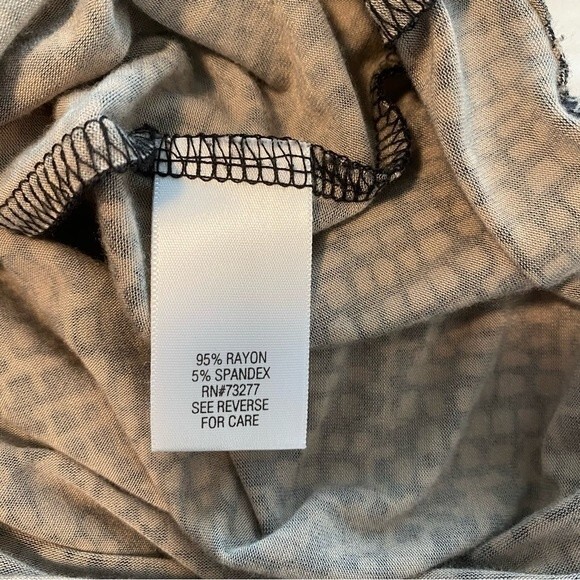 95% RAYON
5% SPANDEX
RN#73277
SEE REVERSE
FOR CARE